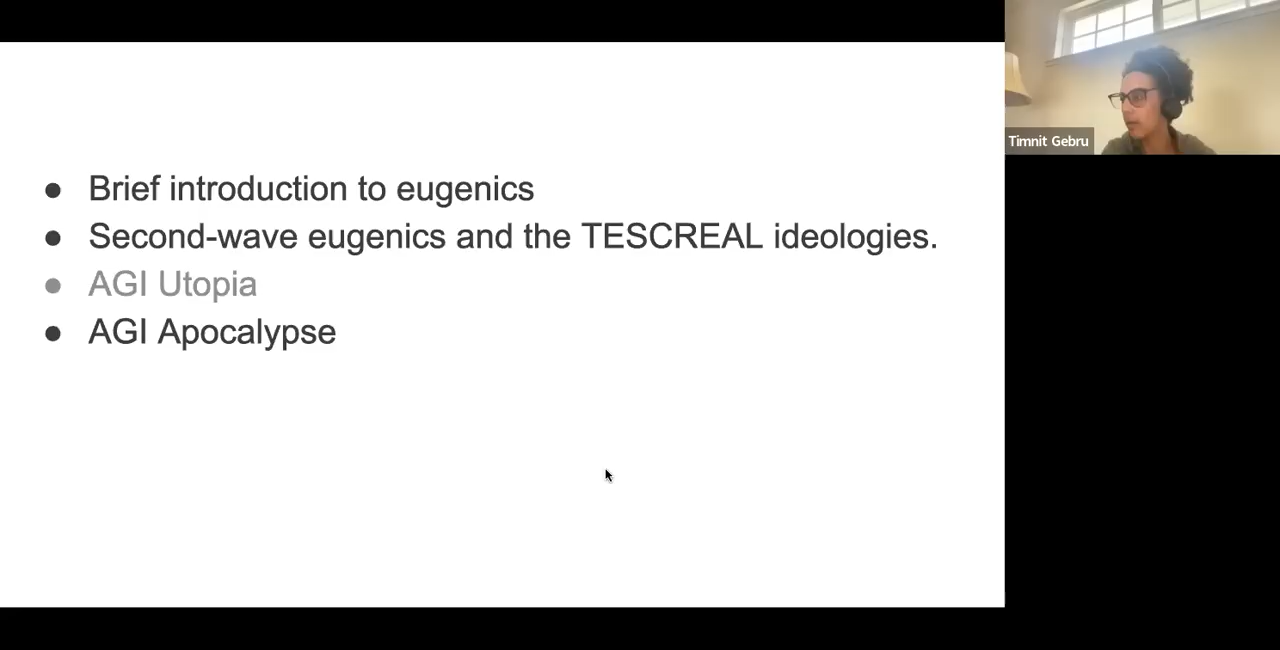 ● Brief introduction to eugenics
● Second-wave eugenics and the TESCREAL ideologies.
● AGI Utopia
● AGI Apocalypse
Timnit Gebru